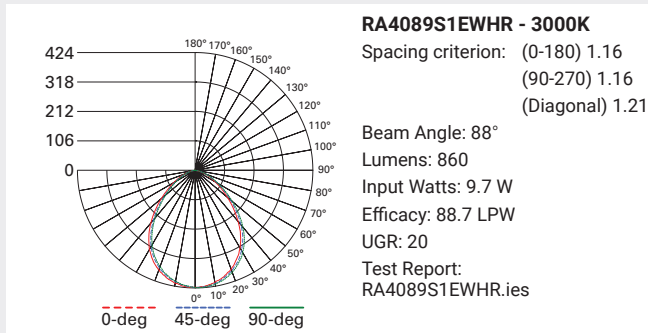 424
318
212
106
0
180° 170° 160° 150° 140° 130° 120° 110° 100° 90° 80° 70° 60° 50° 40° 30° 20° 10° 0°
0-deg 45-deg 90-deg
RA4089S1EWHR - 3000K
Spacing criterion: (0-180) 1.16
(90-270) 1.16
(Diagonal) 1.21
Beam Angle: 88°
Lumens: 860
Input Watts: 9.7 W
Efficacy: 88.7 LPW
UGR: 20
Test Report:
RA4089S1EWHR.ies